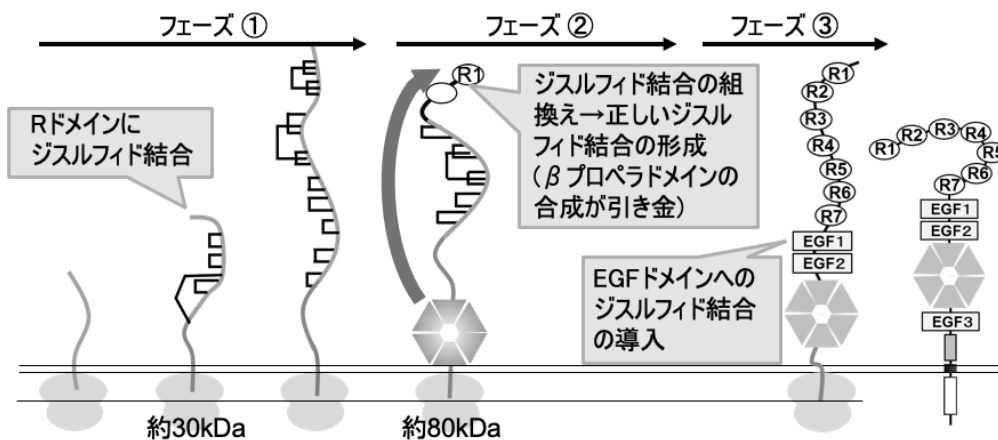 フェーズ ①
フェーズ ②
フェーズ ③
Rドメインに
ジスルフィド結合
R1
ジスルフィド結合の組
換え→正しいジスル
フィド結合の形成
(βプロペラドメインの
合成が引き金)
EGFドメインへの
ジスルフィド結合
の導入
R1
R2
R3
R4
R5
R6
R7
EGF1
EGF2
R1
R2
R3
R4
R5
R6
R7
EGF1
EGF2
EGF3
約30kDa
約80kDa